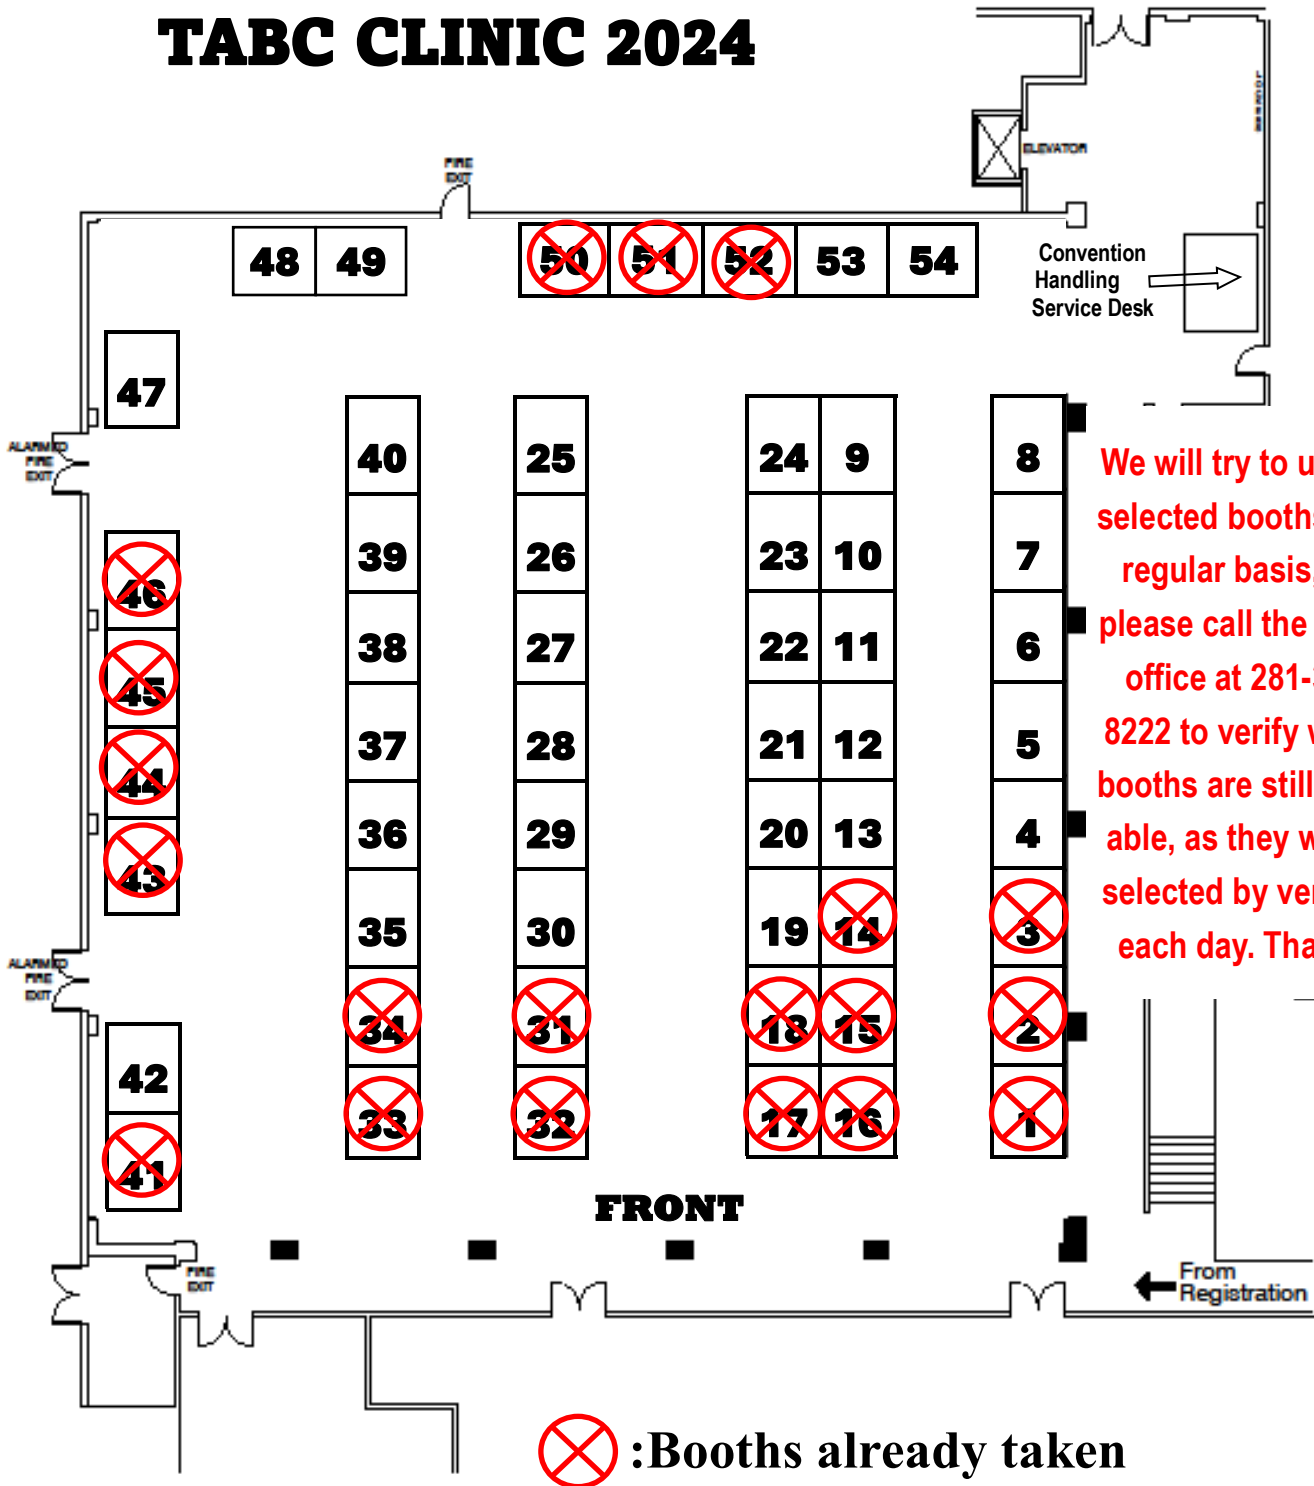 TABC CLINIC 2024
ELEVATOR
FIRE
EXIT
48 49 50 51 52 53 54
Convention
Handling
Service Desk
47
ALARMED
FIRE
EXIT
40 25 24 9 8
39 26 23 10 7
38 27 22 11 6
37 28 21 12 5
36 29 20 13 4
35 30 19 14 3
34 31 18 15 2
33 32 17 16 1
46
45
44
43
We will try to u
selected booths
regular basis,
please call the
office at 281-
8222 to verify w
booths are still
able, as they w
selected by ver
each day. Tha
ALARMED
FIRE
EXIT
42
41
FRONT
FIRE
EXIT
From
Registration
:Booths already taken